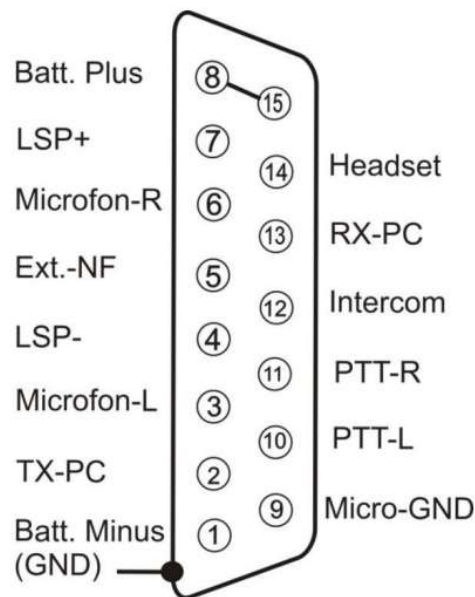 Batt. Plus
8
15
LSP+
7
14
Headset
Microfon-R
6
13
RX-PC
Ext.-NF
5
12
Intercom
LSP-
4
11
PTT-R
Microfon-L
3
10
PTT-L
TX-PC
2
9
Micro-GND
Batt. Minus
1
(GND)